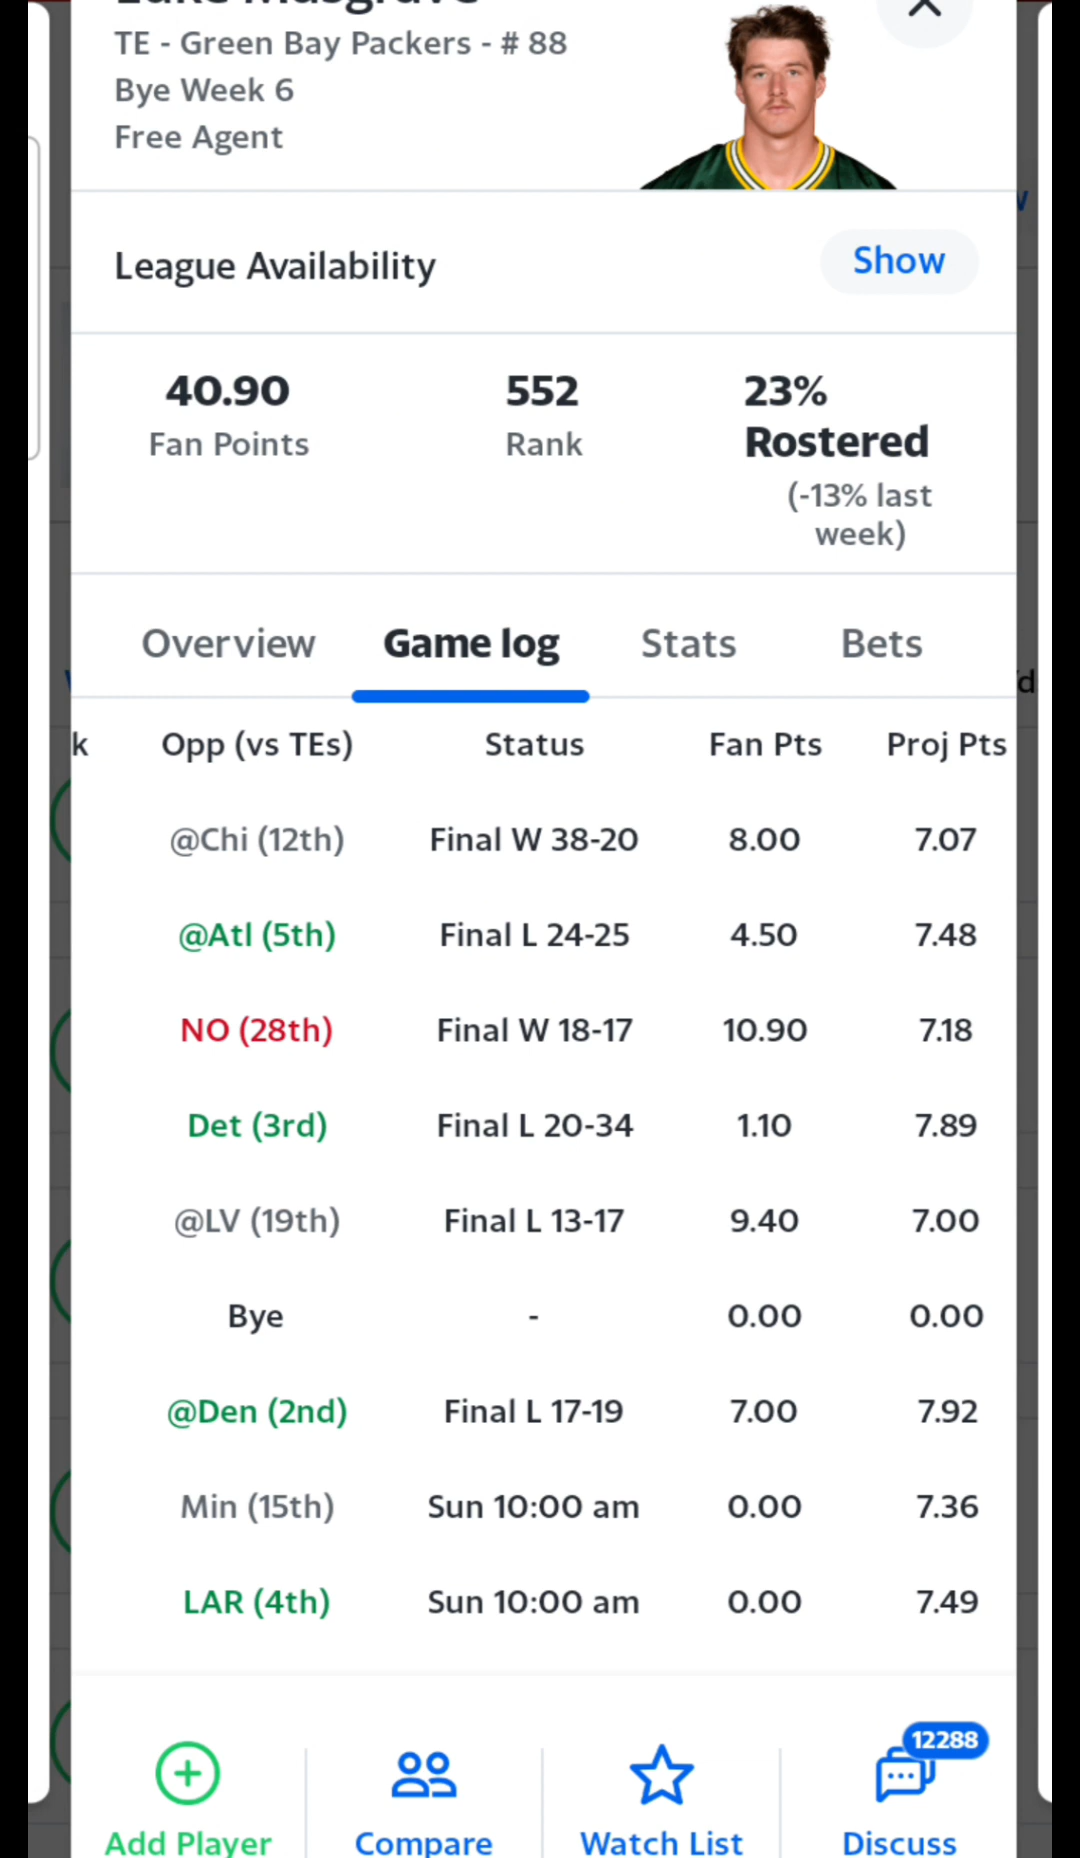 Luke Musgrave
TE - Green Bay Packers - # 88
Bye Week 6
Free Agent
League Availability
Show
40.90
Fan Points
552
Rank
23%
Rostered
(-13% last
week)
Overview Game log Stats Bets
k Opp (vs TEs) Status Fan Pts Proj Pts
@Chi (12th) Final W 38-20 8.00 7.07
@Atl (5th) Final L 24-25 4.50 7.48
NO (28th) Final W 18-17 10.90 7.18
Det (3rd) Final L 20-34 1.10 7.89
@LV (19th) Final L 13-17 9.40 7.00
Bye - 0.00 0.00
@Den (2nd) Final L 17-19 7.00 7.92
Min (15th) Sun 10:00 am 0.00 7.36
LAR (4th) Sun 10:00 am 0.00 7.49
12288
Add Player Compare Watch List Discuss